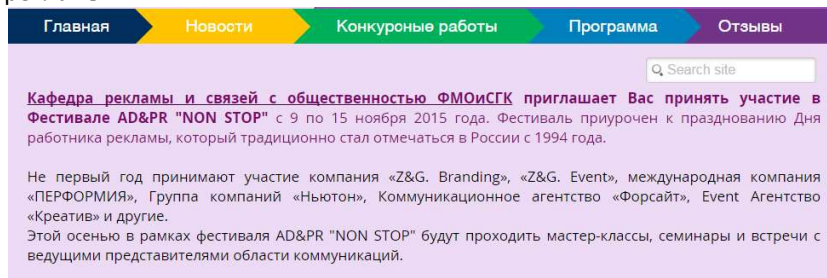 Главная Новости Конкурсные работы Программа Отзывы
Search site
Кафедра рекламы и связей с общественностью ФМОиСГК приглашает Вас принять участие в
Фестивале AD&PR "NON STOP" с 9 по 15 ноября 2015 года. Фестиваль приурочен к празднованию Дня
работника рекламы, который традиционно стал отмечаться в России с 1994 года.
Не первый год принимают участие компания «Z&G. Branding», «Z&G. Event», международная компания
«ПЕРФОРМИЯ», Группа компаний «Ньютон», Коммуникационное агентство «Форсайт», Event Агентство
«Креатив» и другие.
Этой осенью в рамках фестиваля AD&PR "NON STOP" будут проходить мастер-классы, семинары и встречи с
ведущими представителями области коммуникаций.